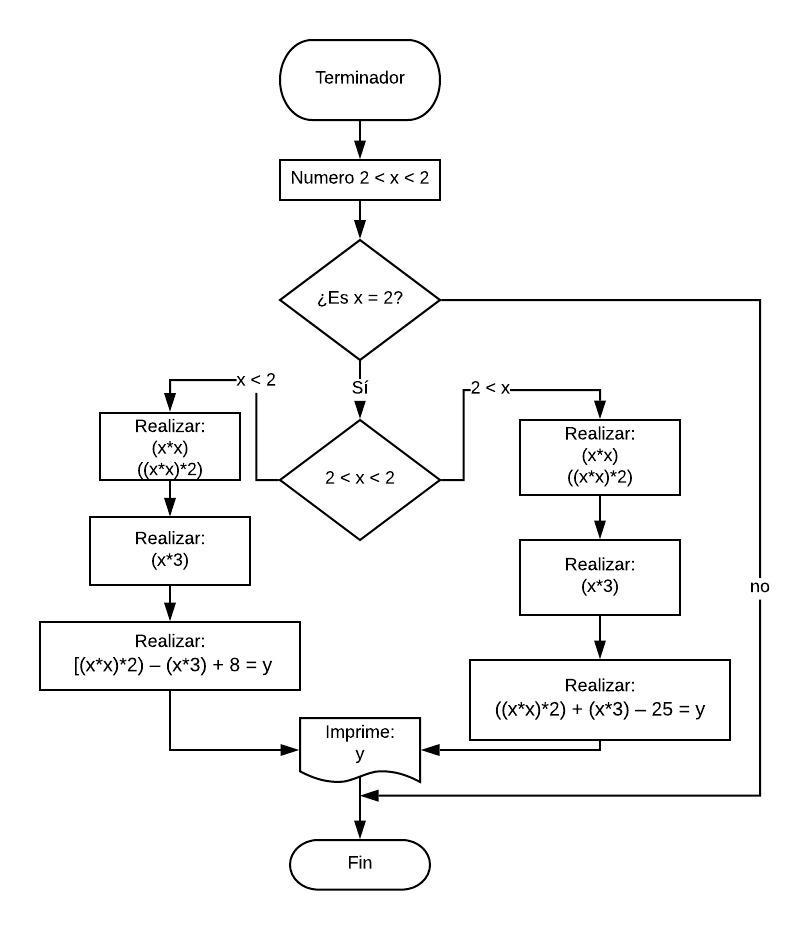 Terminador
Numero 2 < x < 2
¿Es x = 2?
Sí
x < 2
2 < x
2 < x < 2
Realizar:
(x*x)
((x*x)*2)
Realizar:
(x*3)
Realizar:
[(x*x)*2) – (x*3) + 8 = y
Realizar:
(x*x)
((x*x)*2)
Realizar:
(x*3)
Realizar:
((x*x)*2) + (x*3) – 25 = y
no
Imprime:
y
Fin